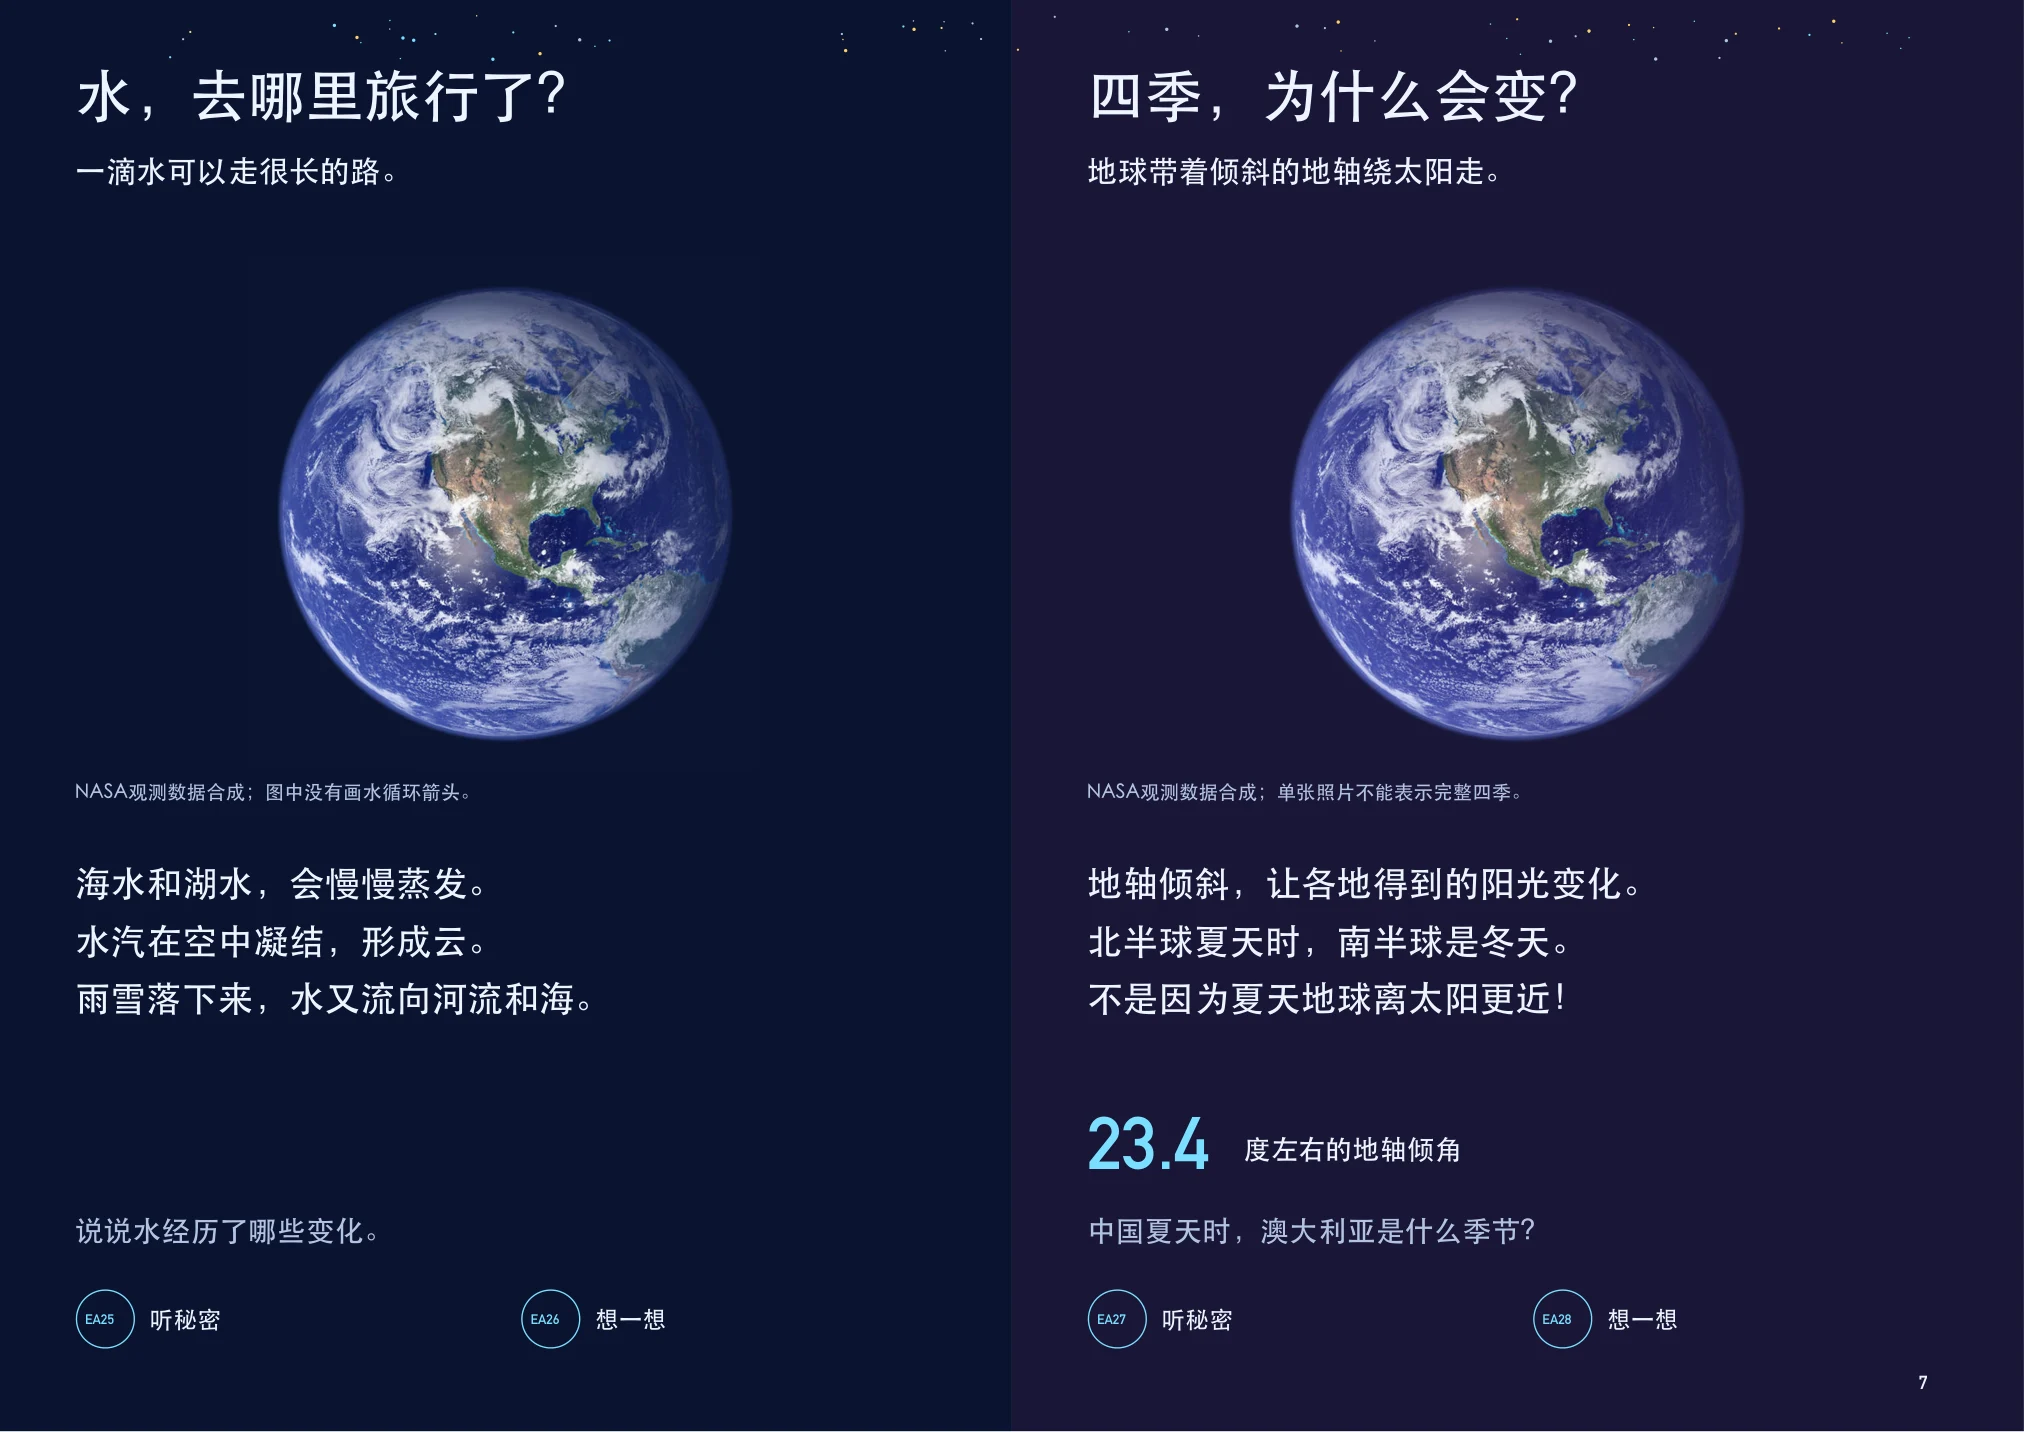 水，去哪里旅行了？
一滴水可以走很长的路。
NASA观测数据合成；图中没有画水循环箭头。
海水和湖水，会慢慢蒸发。
水汽在空中凝结，形成云。
雨雪落下来，水又流向河流和海。
说说水经历了哪些变化。
EA25 听秘密
EA26 想一想
四季，为什么会变？
地球带着倾斜的地轴绕太阳走。
NASA观测数据合成；单张照片不能表示完整四季。
地轴倾斜，让各地得到的阳光变化。
北半球夏天时，南半球是冬天。
不是因为夏天地球离太阳更近！
23.4 度左右的地轴倾角
中国夏天时，澳大利亚是什么季节？
EA27 听秘密
EA28 想一想
7